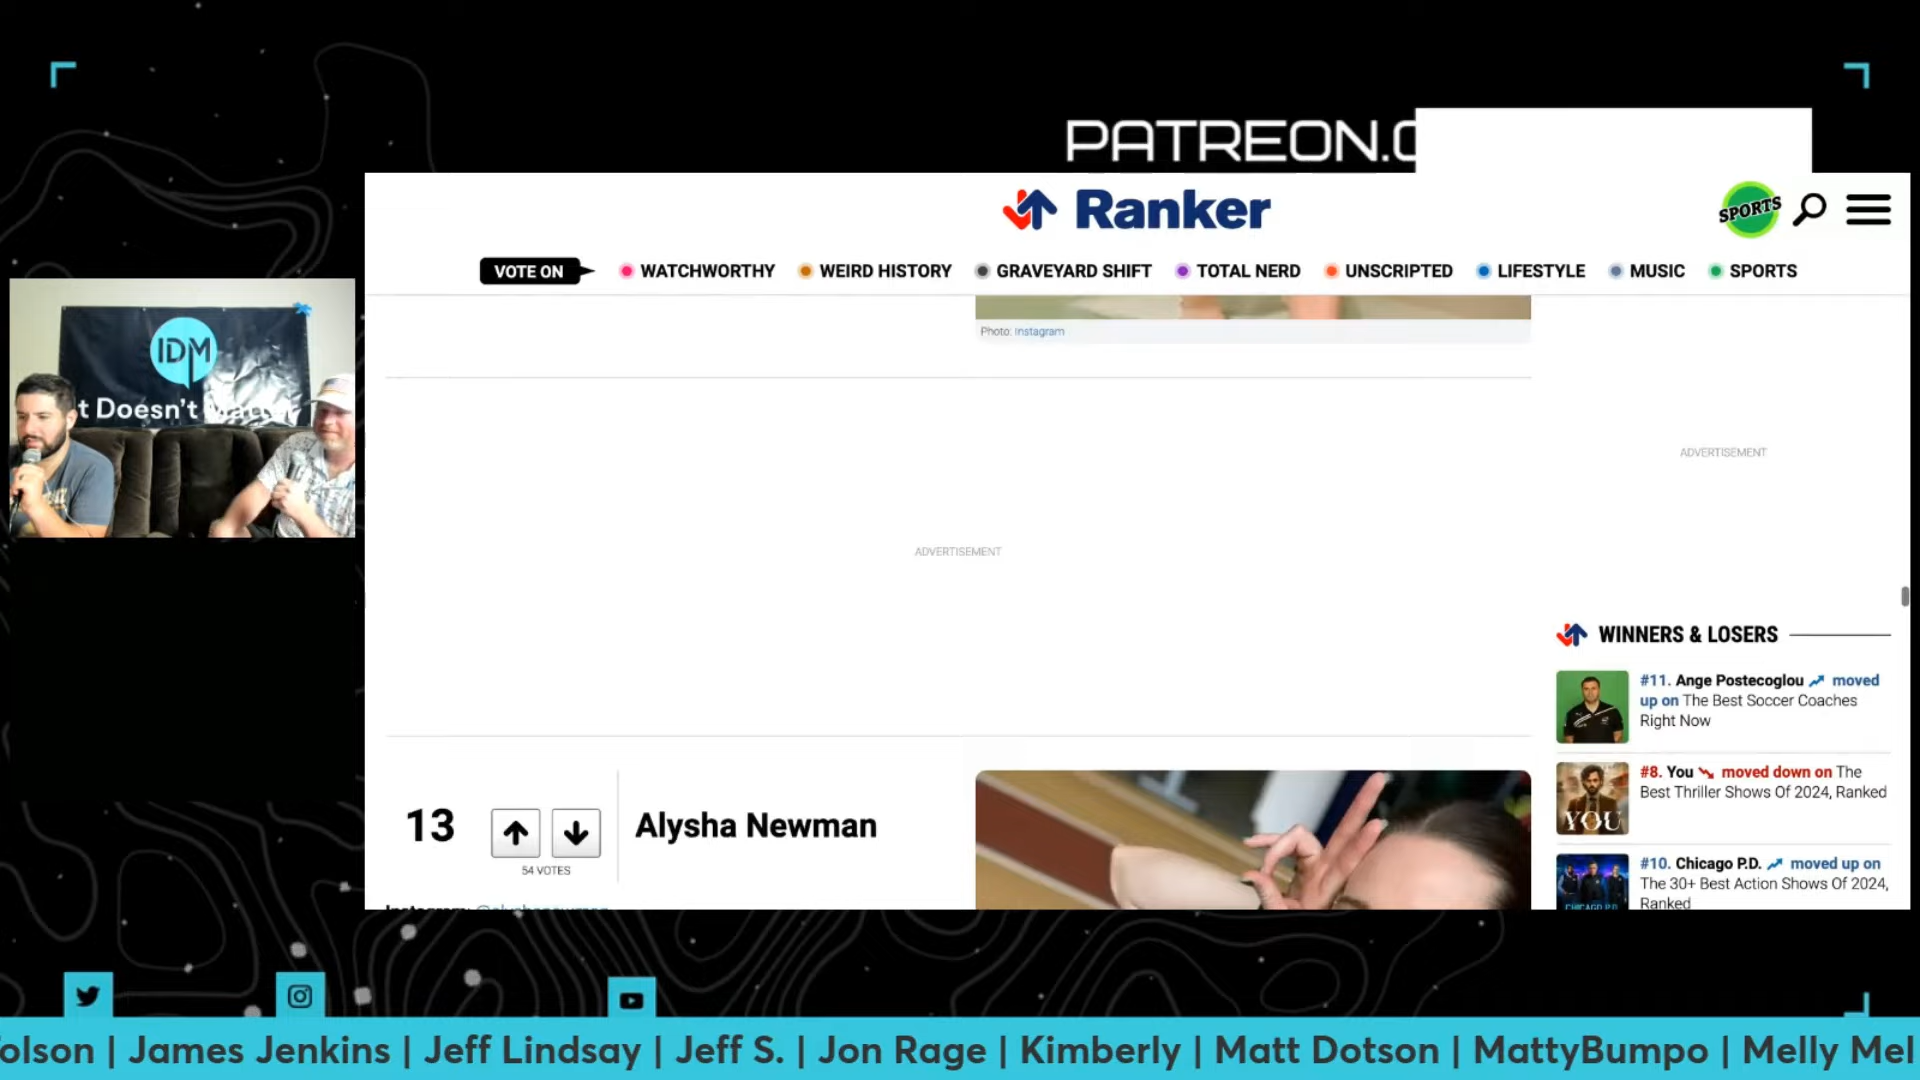 PATREON.C
Ranker
SPORTS
VOTE ON
WATCHWORTHY
WEIRD HISTORY
GRAVEYARD SHIFT
TOTAL NERD
UNSCRIPTED
LIFESTYLE
MUSIC
SPORTS
Photo: Instagram
IDM
t Doesn't
ADVERTISEMENT
ADVERTISEMENT
WINNERS & LOSERS
#11. Ange Postecoglou moved
up on The Best Soccer Coaches
Right Now
#8. You moved down on The
Best Thriller Shows Of 2024, Ranked
YOU
#10. Chicago P.D. moved up on
The 30+ Best Action Shows Of 2024,
Ranked
CHICAGO P.D.
13
54 VOTES
Alysha Newman
olson | James Jenkins | Jeff Lindsay | Jeff S. | Jon Rage | Kimberly | Matt Dotson | MattyBumpo | Melly Mel